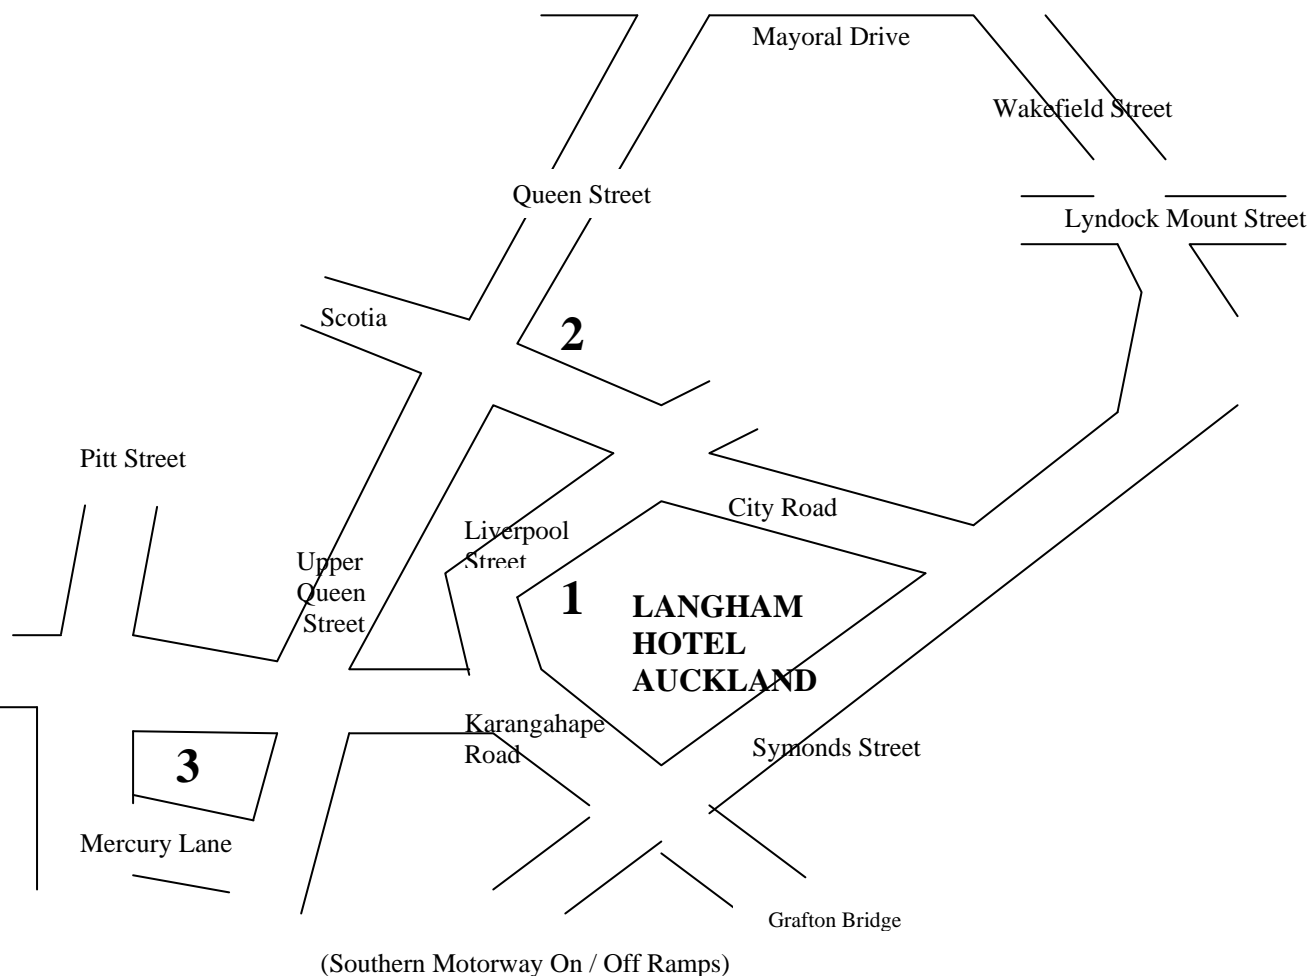 Mayoral Drive
Wakefield Street
Queen Street
Lyndock Mount Street
Scotia
2
Pitt Street
City Road
Liverpool
Street
Upper
Queen
Street
1
LANGHAM
HOTEL
AUCKLAND
Karangahape
Road
Symonds Street
3
Mercury Lane
Grafton Bridge
(Southern Motorway On / Off Ramps)